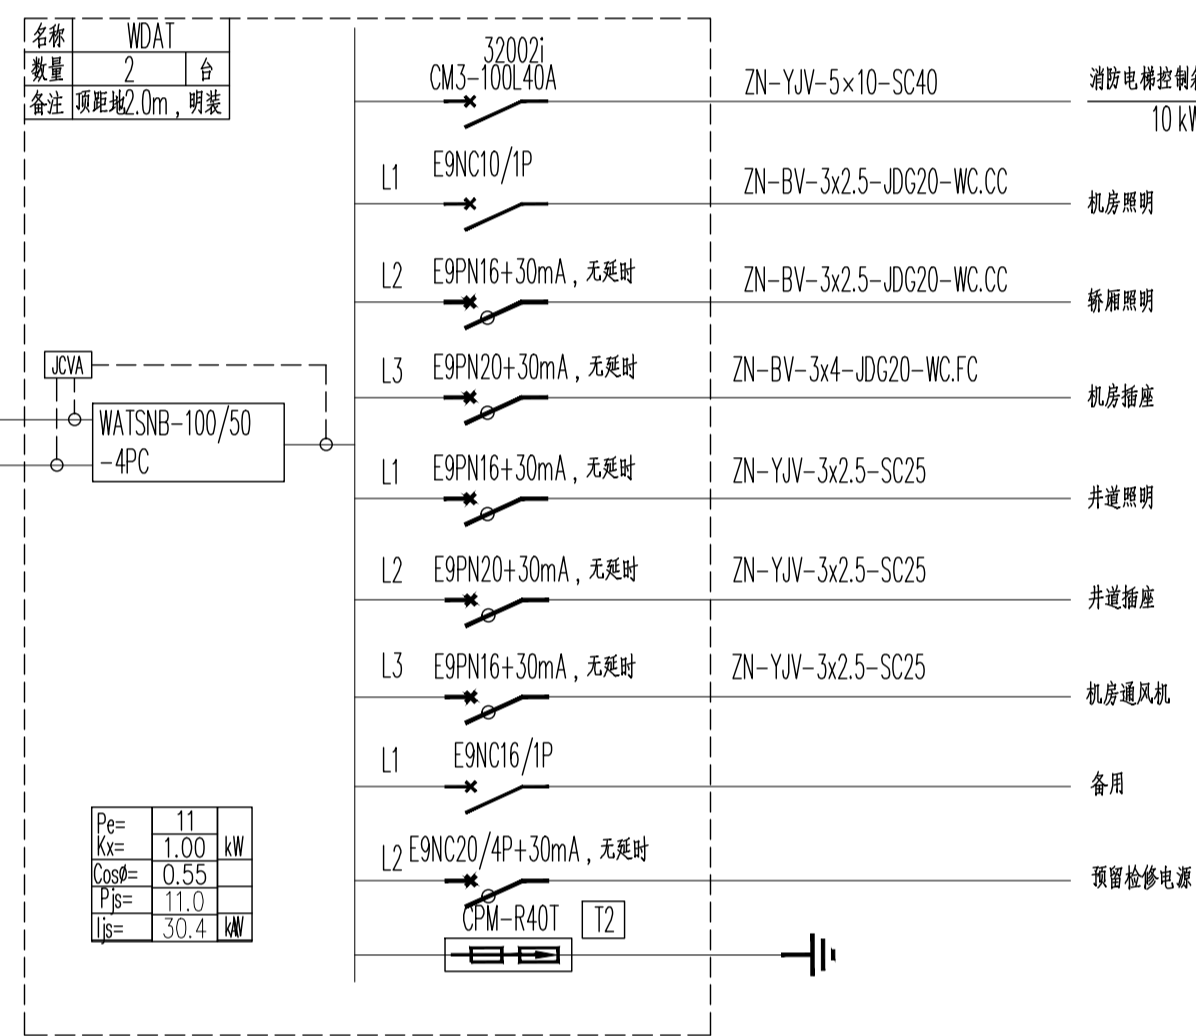 名称 WDAT
数量 2 台
备注 顶距地2.0m，明装
32002i
CM3-100L40A
ZN-YJV-5×10-SC40
消防电梯控制
10 kW
L1 E9NC10/1P
ZN-BV-3x2.5-JDG20-WC.CC
机房照明
L2 E9PN16+30mA，无延时
ZN-BV-3x2.5-JDG20-WC.CC
轿厢照明
JCVA
L3 E9PN20+30mA，无延时
ZN-BV-3x4-JDG20-WC.FC
机房插座
WATSNB-100/50
-4PC
L1 E9PN16+30mA，无延时
ZN-YJV-3x2.5-SC25
井道照明
L2 E9PN20+30mA，无延时
ZN-YJV-3x2.5-SC25
井道插座
L3 E9PN16+30mA，无延时
ZN-YJV-3x2.5-SC25
机房通风机
L1 E9NC16/1P
备用
L2 E9NC20/4P+30mA，无延时
预留检修电源
CPM-R40T T2
Pe= 11
Kx= 1.00 kW
CosØ= 0.55
Pjs= 11.0
Ijs= 30.4